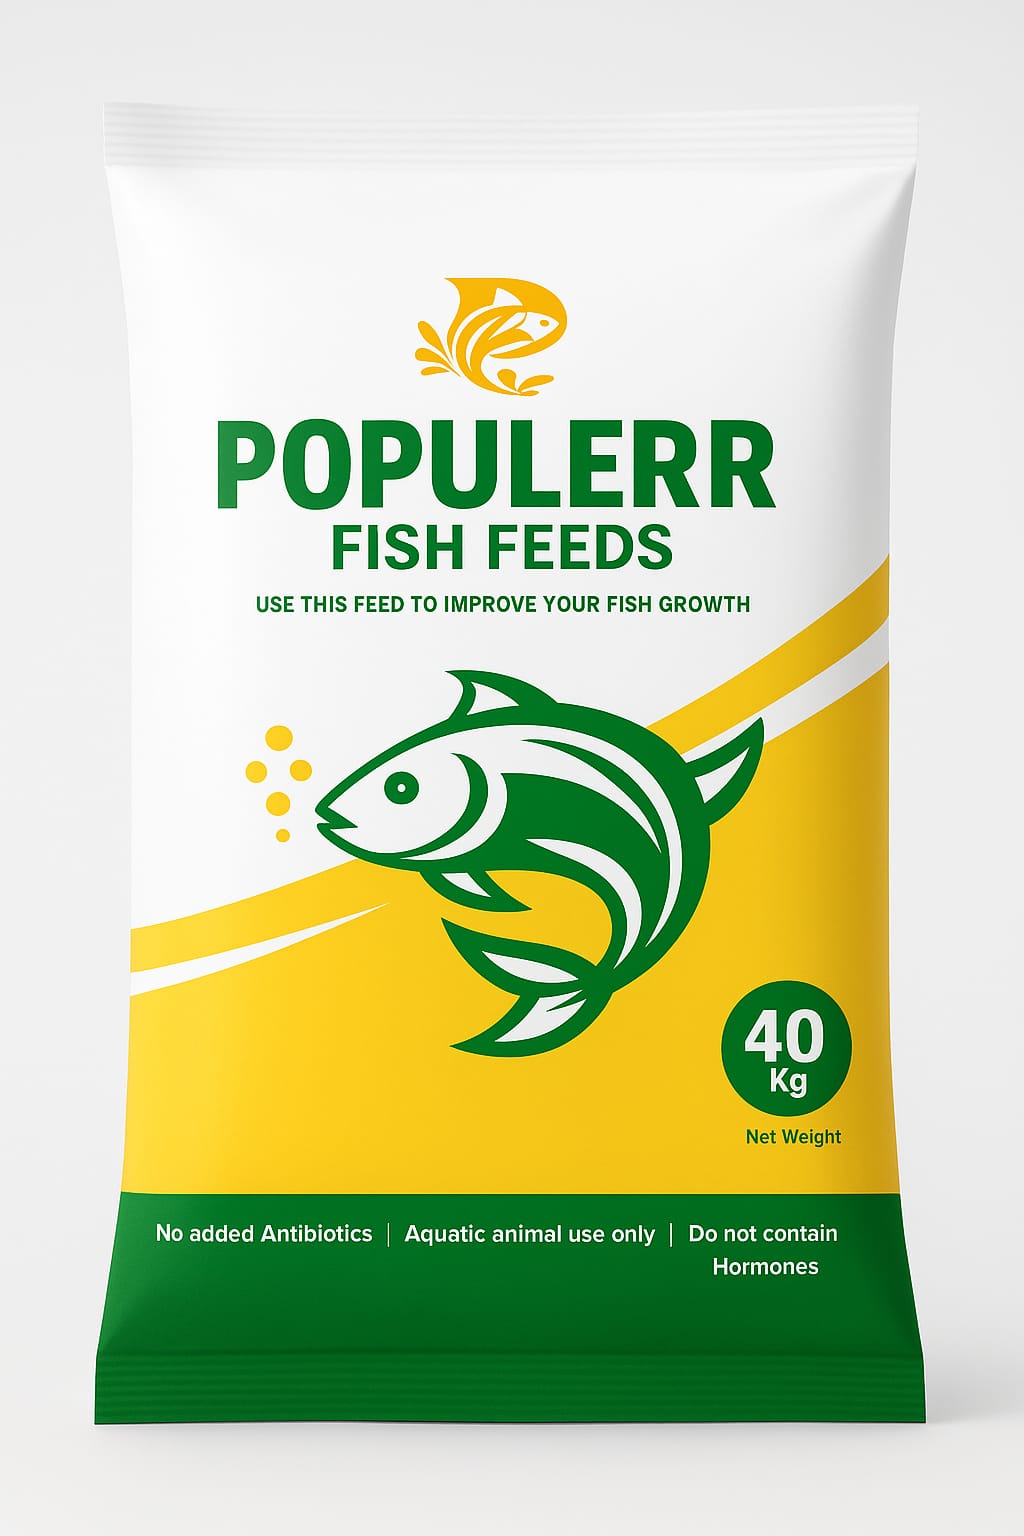 POPULERR
FISH FEEDS
USE THIS FEED TO IMPROVE YOUR FISH GROWTH
40
Kg
Net Weight
No added Antibiotics | Aquatic animal use only | Do not contain
Hormones